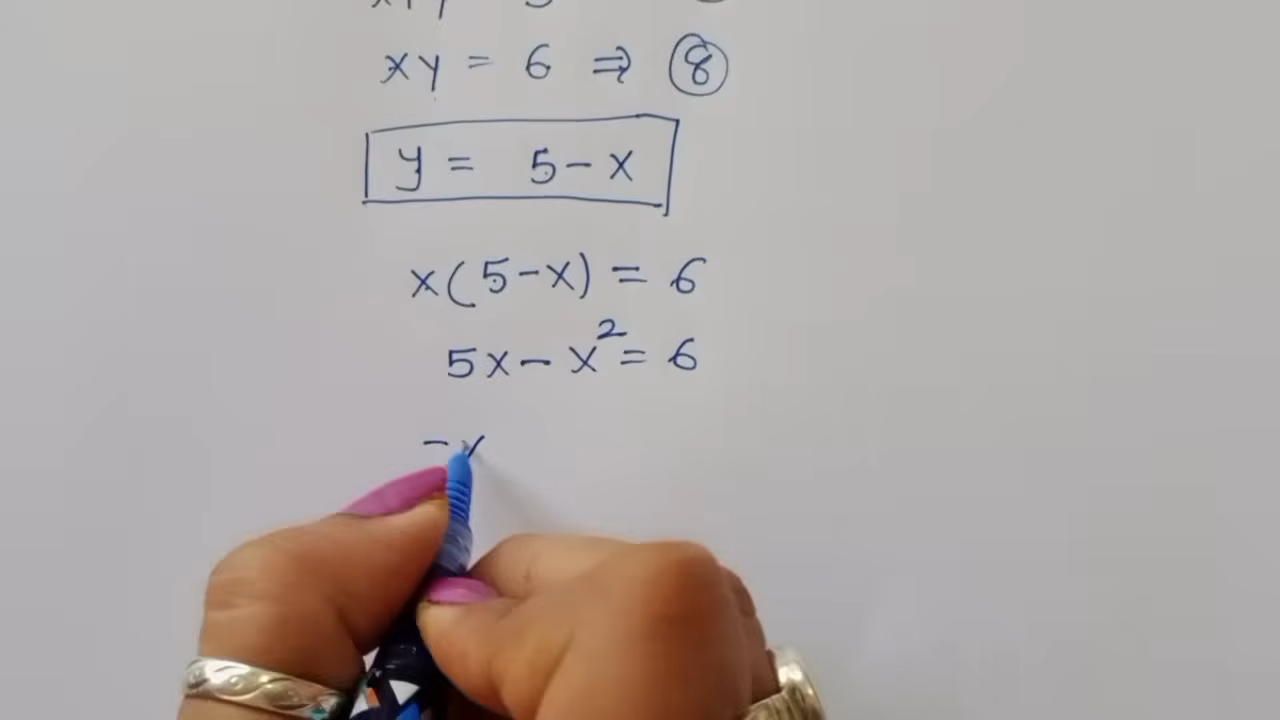 xy = 6 ⇒ ⑧
y = 5 - x
x(5-x) = 6
5x - x² = 6
-x